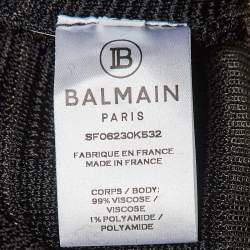 B
BALMAIN
PARIS
SF06230K532
FABRIQUE EN FRANCE
MADE IN FRANCE
CORPS / BODY:
99% VISCOSE /
VISCOSE
1% POLYAMIDE /
POLYAMIDE